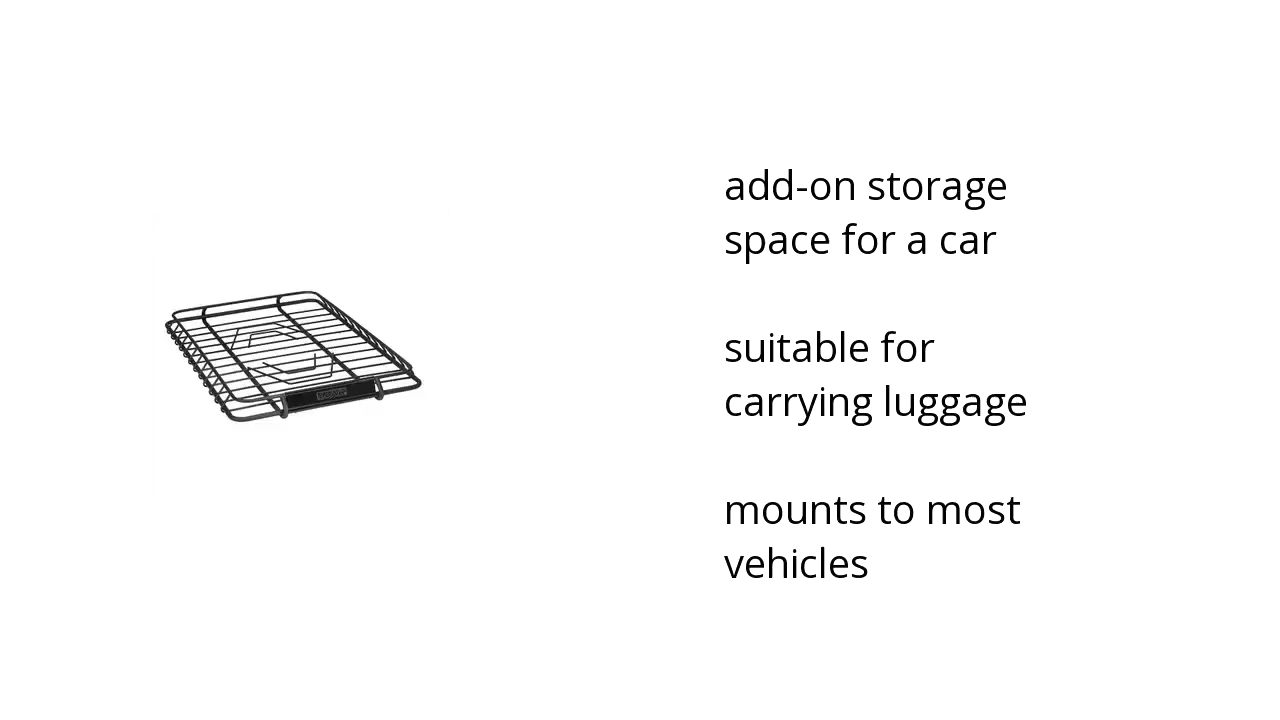 add-on storage
space for a car
suitable for
carrying luggage
mounts to most
vehicles